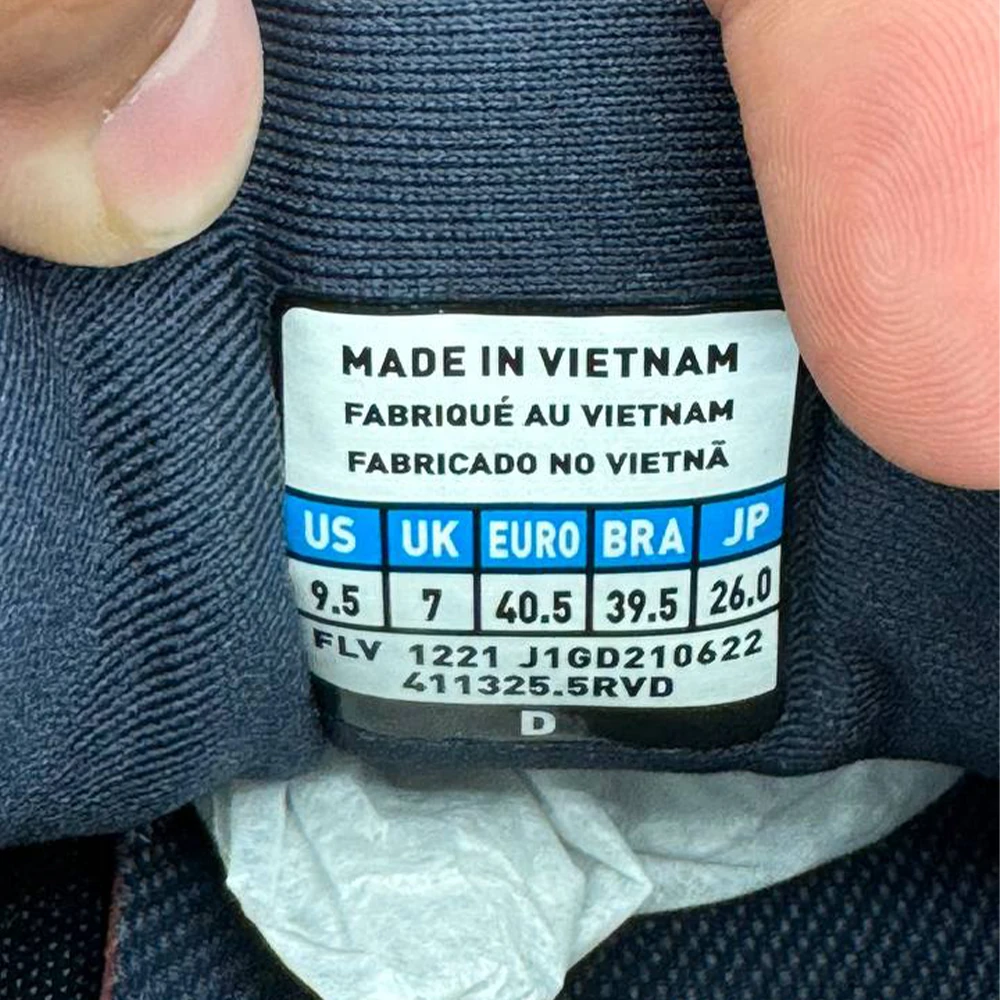 MADE IN VIETNAM
FABRIQUÉ AU VIETNAM
FABRICADO NO VIETNÃ
US UK EURO BRA JP
9.5 7 40.5 39.5 26.0
FLV 1221 J1GD210622
411325.5RVD
D